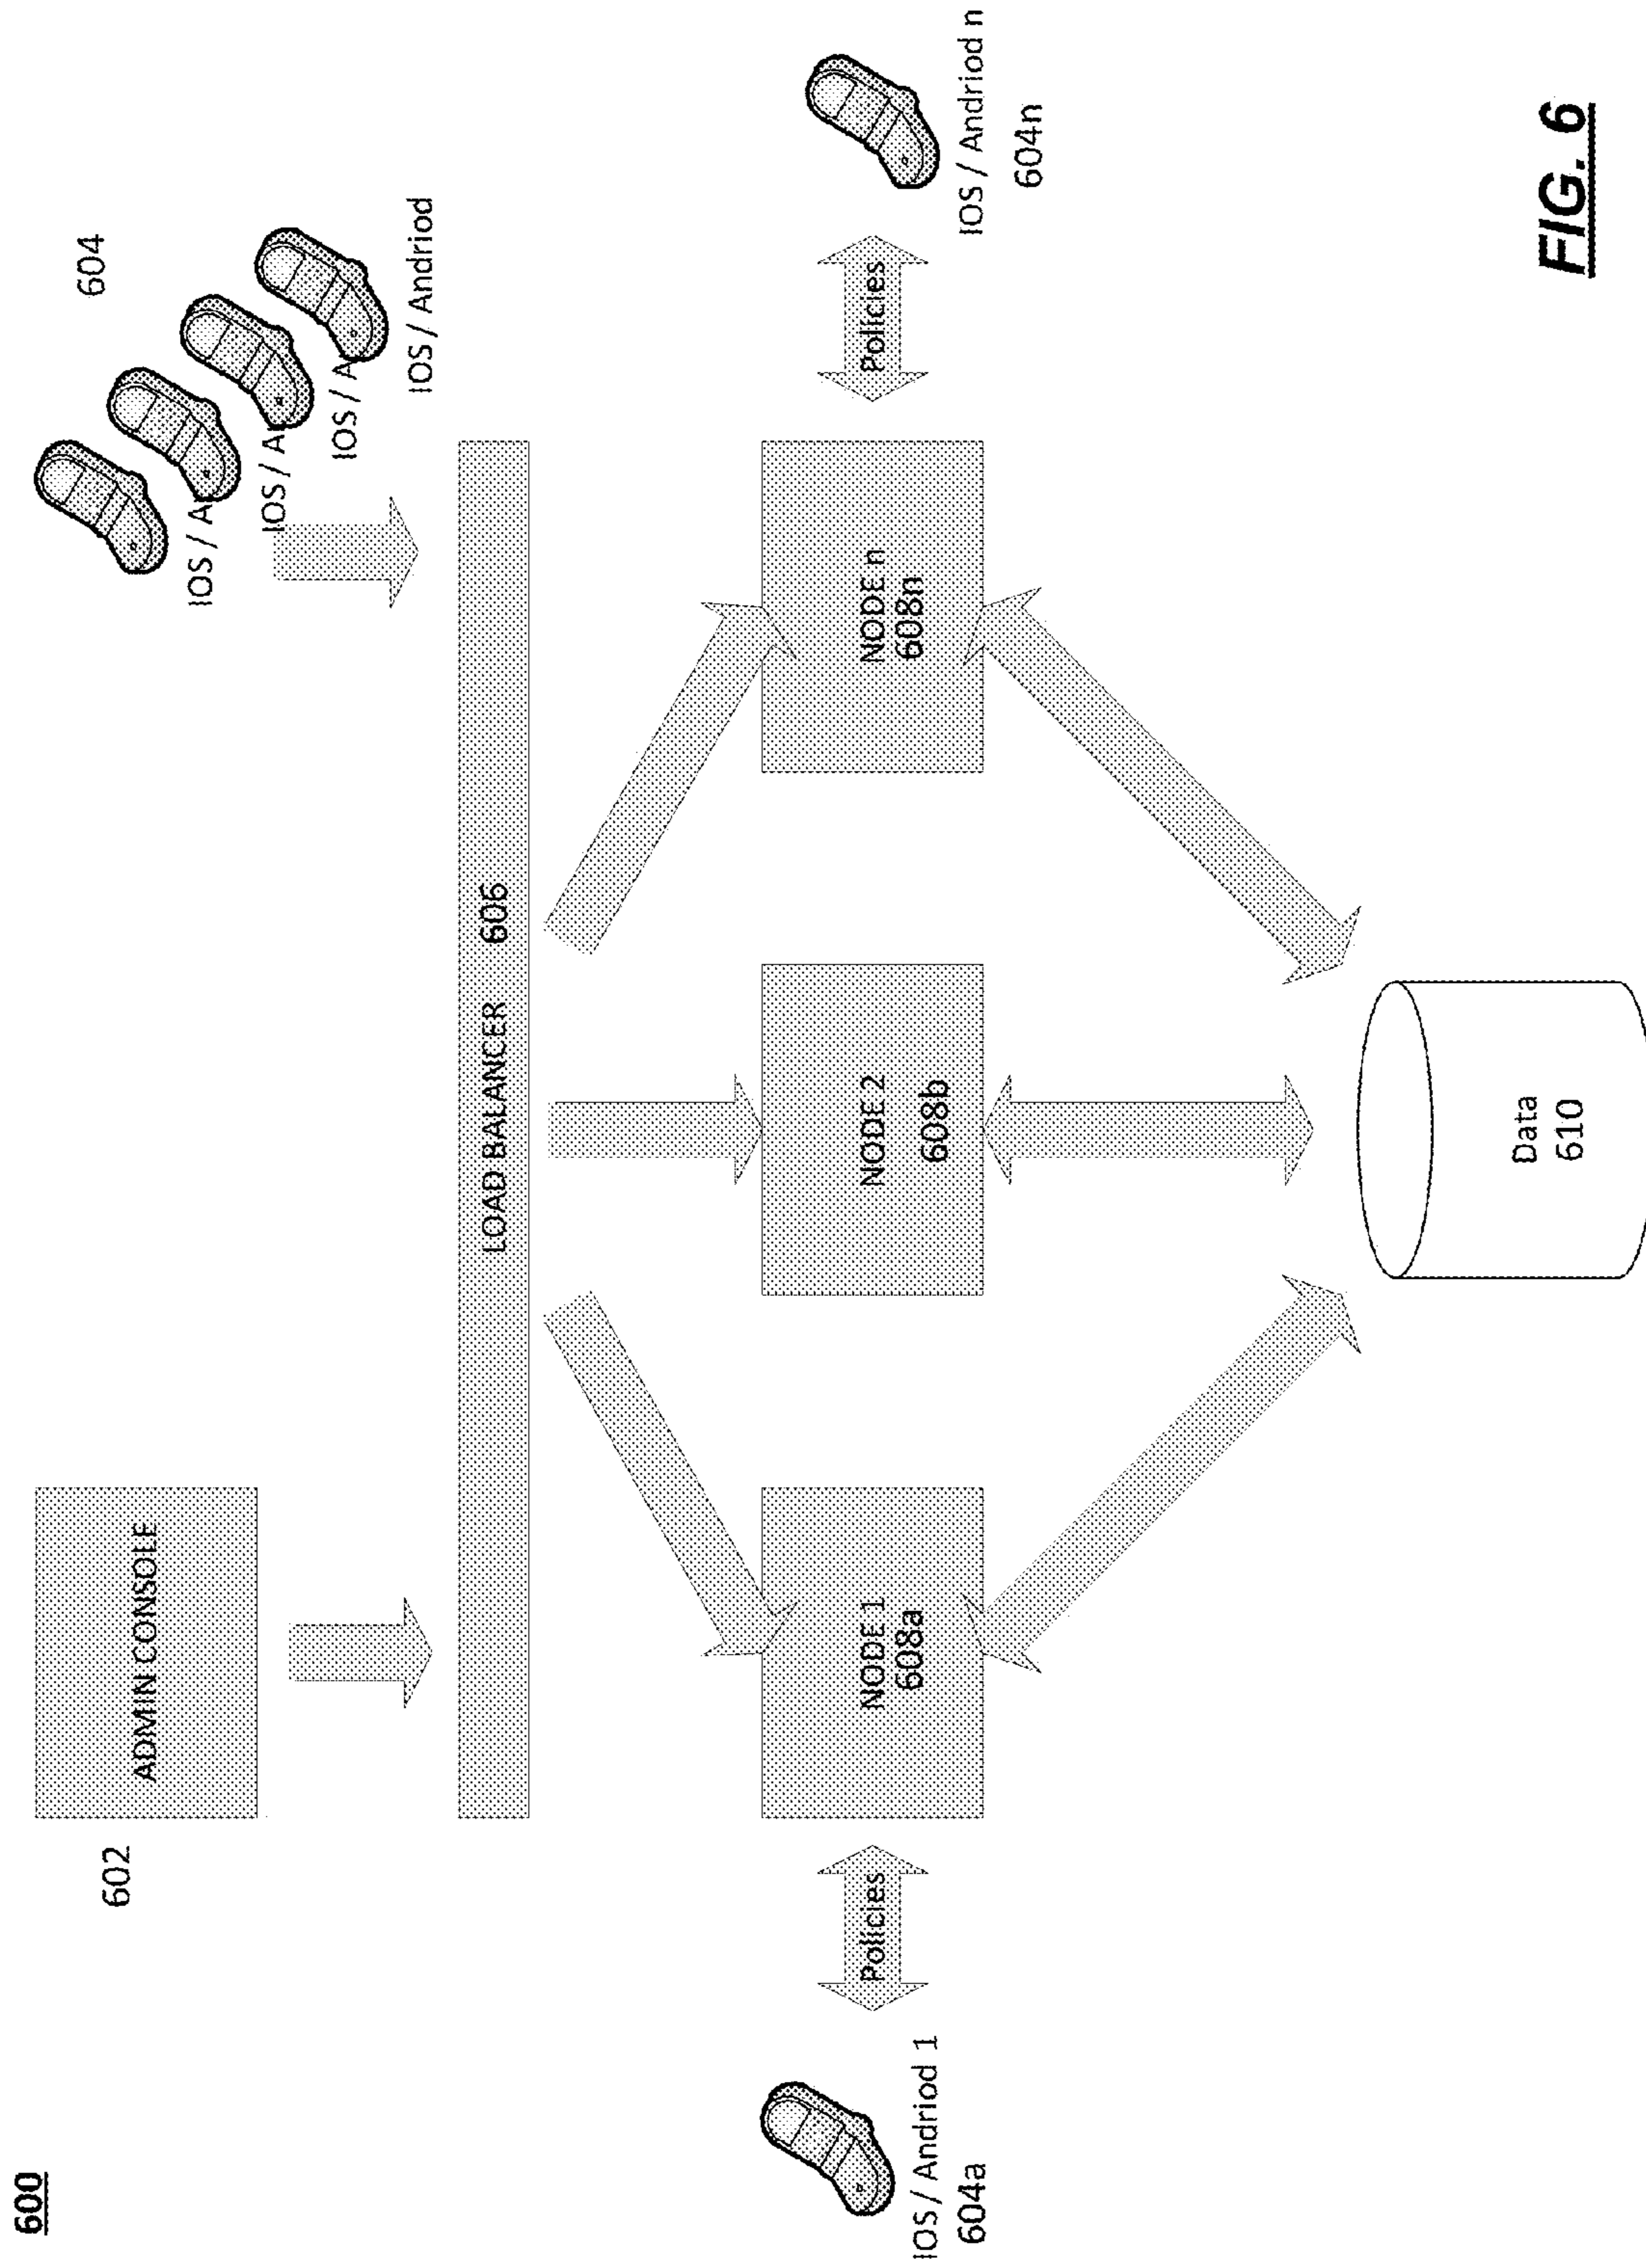 600
602
ADMIN CONSOLE
604
IOS / A
IOS / A
IOS / A
IOS / Andriod
LOAD BALANCER 606
IOS / Andriod 1
604a
Policies
NODE 1
608a
NODE 2
608b
NODE n
608n
Policies
IOS / Andriod n
604n
Data
610
FIG. 6